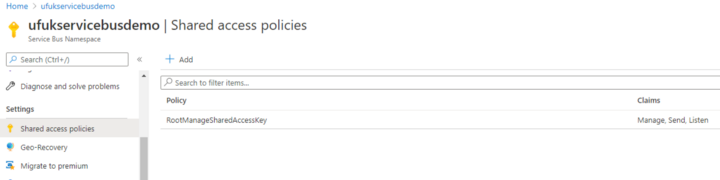 Home > ufukservicebusdemo
ufukservicebusdemo | Shared access policies
Service Bus Namespace
Search (Ctrl+/)
«
Add
Diagnose and solve problems
Search to filter items...
Settings
Policy Claims
Shared access policies
RootManageSharedAccessKey Manage, Send, Listen
Geo-Recovery
Migrate to premium